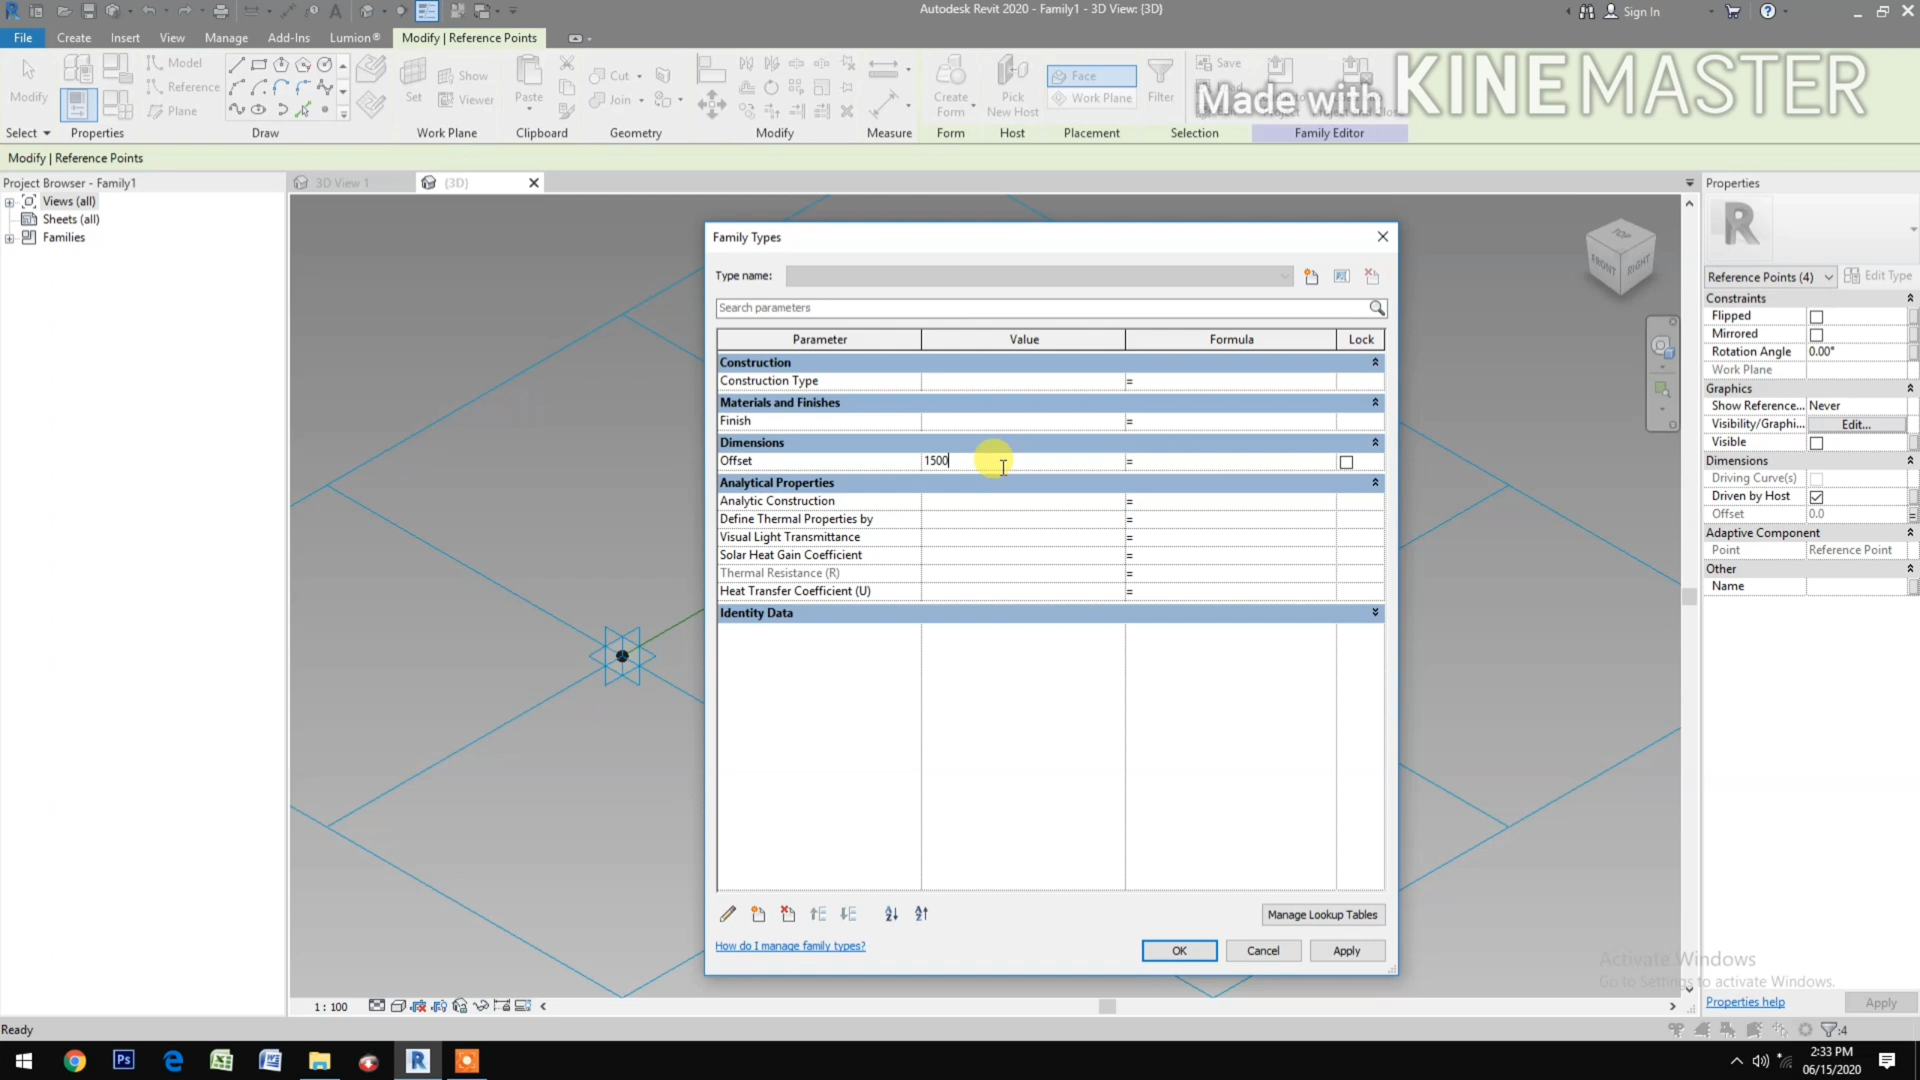 Autodesk Revit 2020 - Family1 - 3D View: {3D}
Sign In
File Create Insert View Manage Add-Ins Lumion® Modify | Reference Points
Modify
Model
Reference
Plane
Set
Show
Viewer
Paste
Cut
Join
Create
Form
Pick
New Host
Face
Work Plane
Filter
Save
Made with KINEMASTER
Select Properties Draw Work Plane Clipboard Geometry Modify Measure Form Host Placement Selection Family Editor
Modify | Reference Points
Project Browser - Family1
Views (all)
Sheets (all)
Families
3D View 1
{3D}
TOP
FRONT
RIGHT
Family Types
Type name:
Search parameters
Parameter Value Formula Lock
Construction
Construction Type =
Materials and Finishes
Finish =
Dimensions
Offset 1500 =
Analytical Properties
Analytic Construction =
Define Thermal Properties by =
Visual Light Transmittance =
Solar Heat Gain Coefficient =
Thermal Resistance (R) =
Heat Transfer Coefficient (U) =
Identity Data
Manage Lookup Tables
How do I manage family types?
OK Cancel Apply
Properties
Reference Points (4) Edit Type
Constraints
Flipped
Mirrored
Rotation Angle 0.00°
Work Plane
Graphics
Show Reference... Never
Visibility/Graphi... Edit...
Visible
Dimensions
Driving Curve(s)
Driven by Host
Offset 0.0
Adaptive Component
Point Reference Point
Other
Name
Activate Windows
Go to Settings to activate Windows.
Properties help Apply
1 : 100
Ready
:4
2:33 PM
06/15/2020